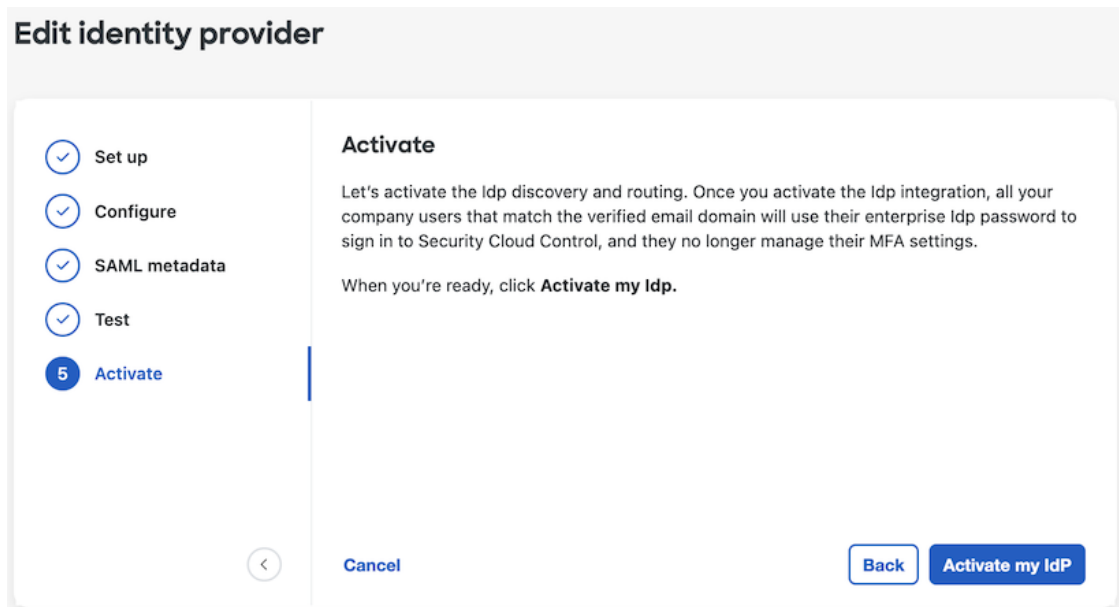 Edit identity provider
Set up
Configure
SAML metadata
Test
5 Activate
Activate
Let's activate the Idp discovery and routing. Once you activate the Idp integration, all your
company users that match the verified email domain will use their enterprise Idp password to
sign in to Security Cloud Control, and they no longer manage their MFA settings.
When you're ready, click Activate my Idp.
Cancel
Back
Activate my IdP